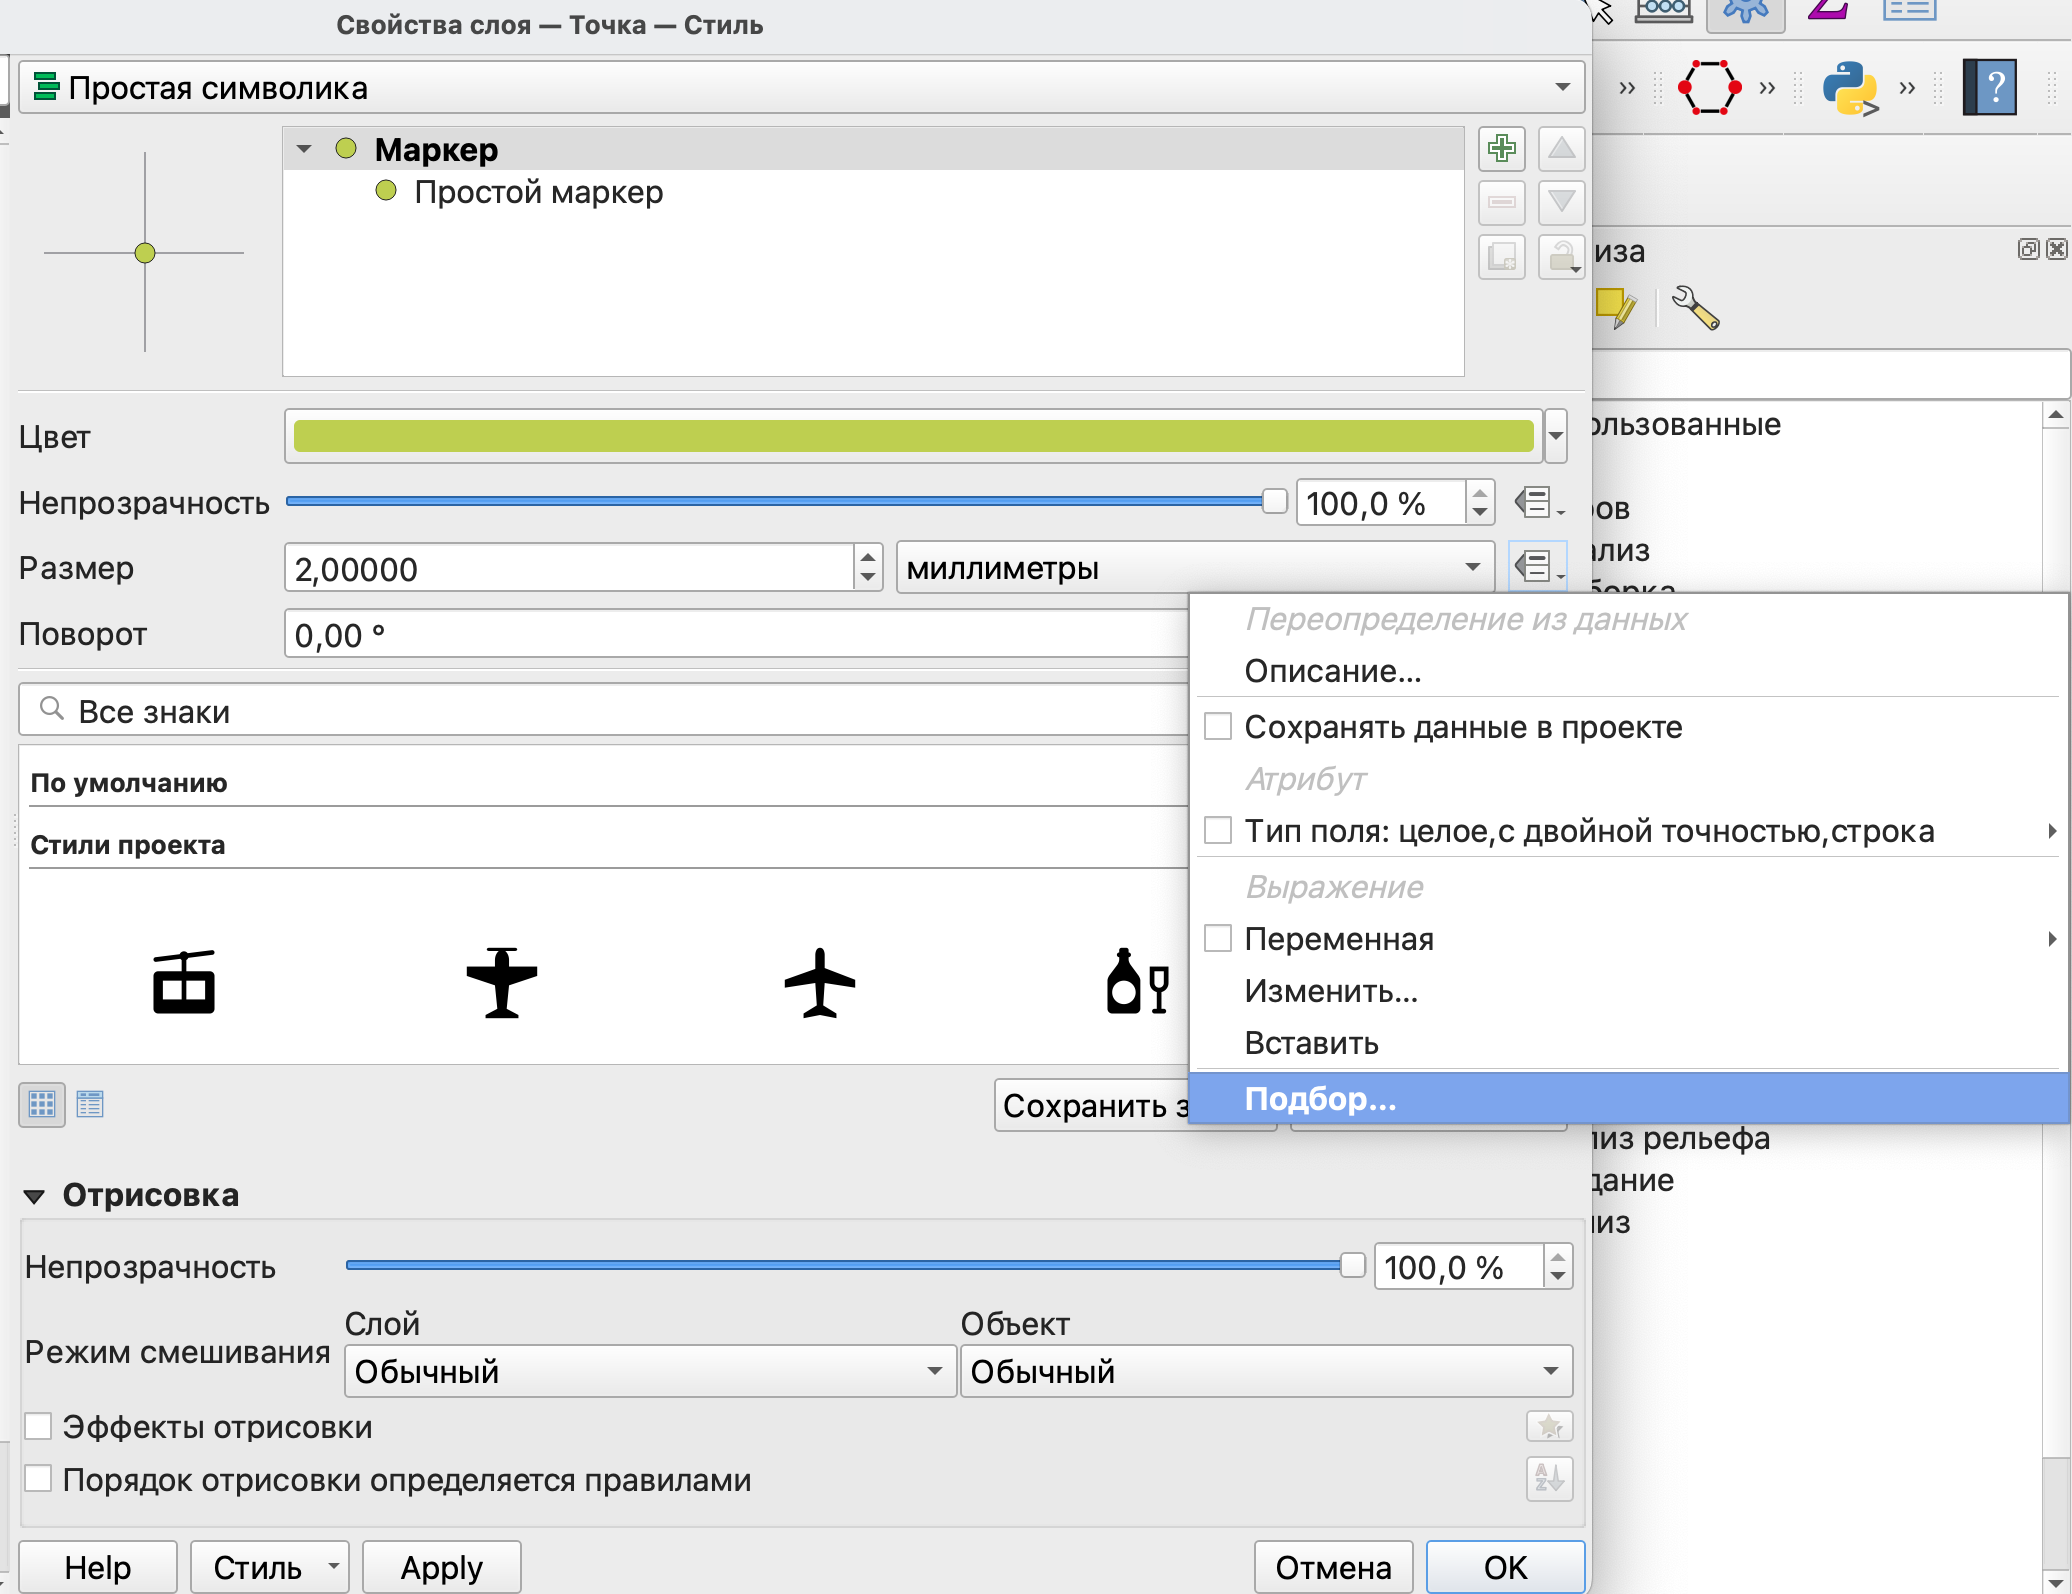 Свойства слоя — Точка — Стиль
Простая символика
Маркер
Простой маркер
иза
Цвет
Непрозрачность 100,0 %
Размер 2,00000 миллиметры
Поворот 0,00 °
ользованные
ров
ализ
борка
Переопределение из данных
Описание...
Сохранять данные в проекте
Атрибут
Тип поля: целое,с двойной точностью,строка
Выражение
Переменная
Изменить...
Вставить
Подбор...
Все знаки
По умолчанию
Стили проекта
Сохранить з
лиз рельефа
дание
лиз
Отрисовка
Непрозрачность 100,0 %
Слой Объект
Режим смешивания Обычный Обычный
Эффекты отрисовки
Порядок отрисовки определяется правилами
Help Стиль Apply Отмена OK